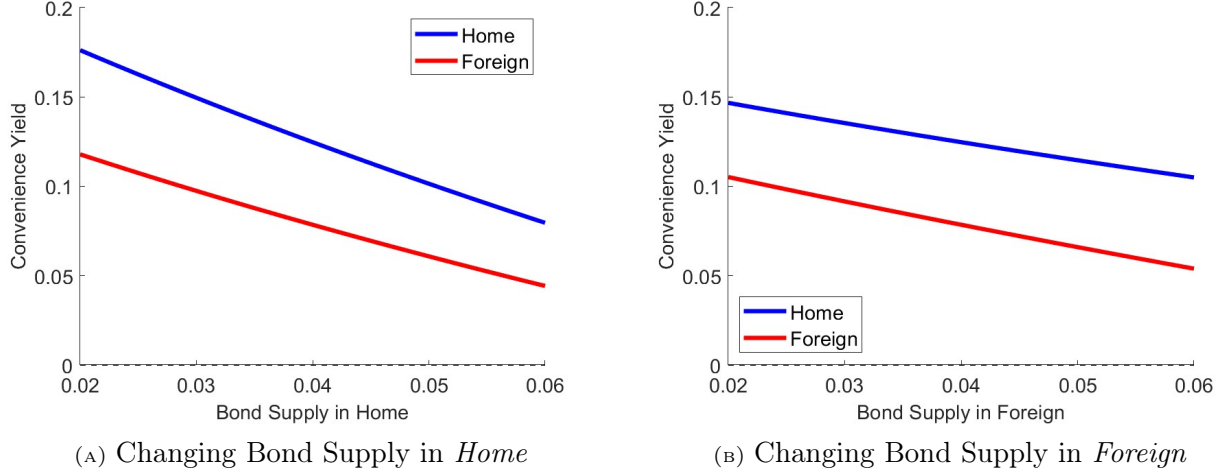 0.2
0.15
0.1
0.05
0
Convenience Yield
Home
Foreign
0.02 0.03 0.04 0.05 0.06
Bond Supply in Home
(A) Changing Bond Supply in Home
0.2
0.15
0.1
0.05
0
Convenience Yield
Home
Foreign
0.02 0.03 0.04 0.05 0.06
Bond Supply in Foreign
(B) Changing Bond Supply in Foreign